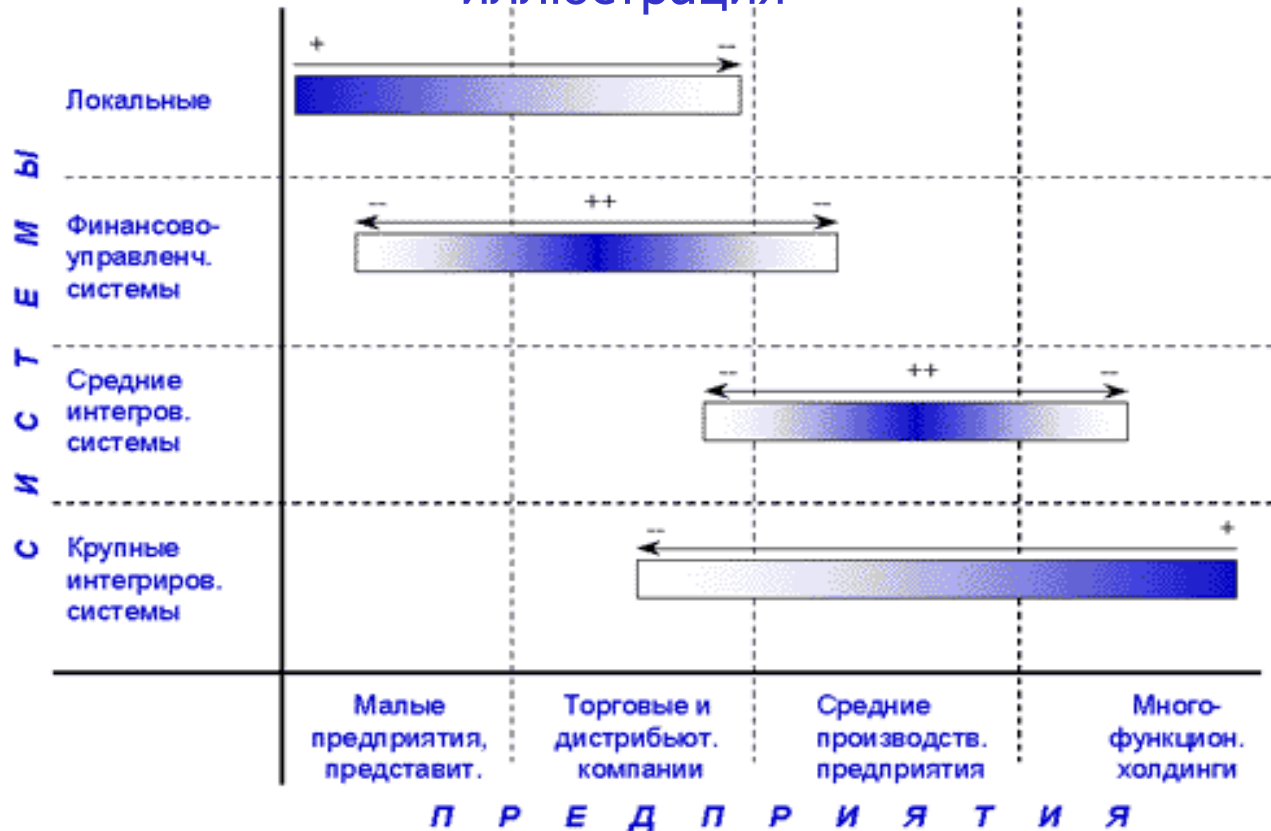 иллюстрация
+ --
Локальные
-- ++ --
Финансово-
управленч.
системы
-- ++ --
Средние
интегров.
системы
-- +
Крупные
интегриров.
системы
С И С Т Е М Ы
Малые
предприятия,
представит.
Торговые и
дистрибьют.
компании
Средние
производств.
предприятия
Много-
функцион.
холдинги
П Р Е Д П Р И Я Т И Я